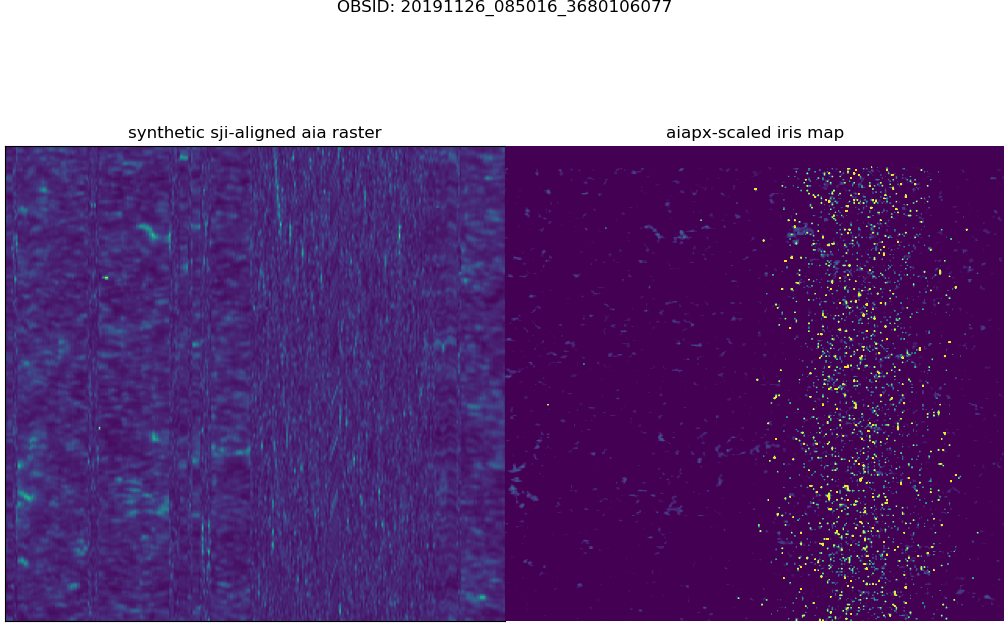 OBSID: 20191126_085016_3680106077
synthetic sji-aligned aia raster
aiapx-scaled iris map